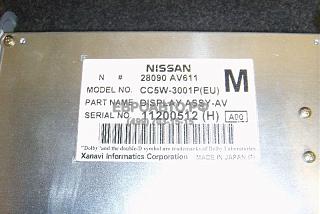 NISSAN
N # 28090 AV611
M
MODEL NO. CC5W-3001P(EU)
PART NAME DISPLAY ASSY-AV
SERIAL NO. 11200512 (H) ADQ
"Dolby" and the double-D symbol are trademarks of Dolby Laboratories
Xanavi Informatics Corporation MADE IN JAPAN